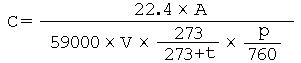 C = 22.4 × A / 59000 × V × 273 / 273+t × p / 760